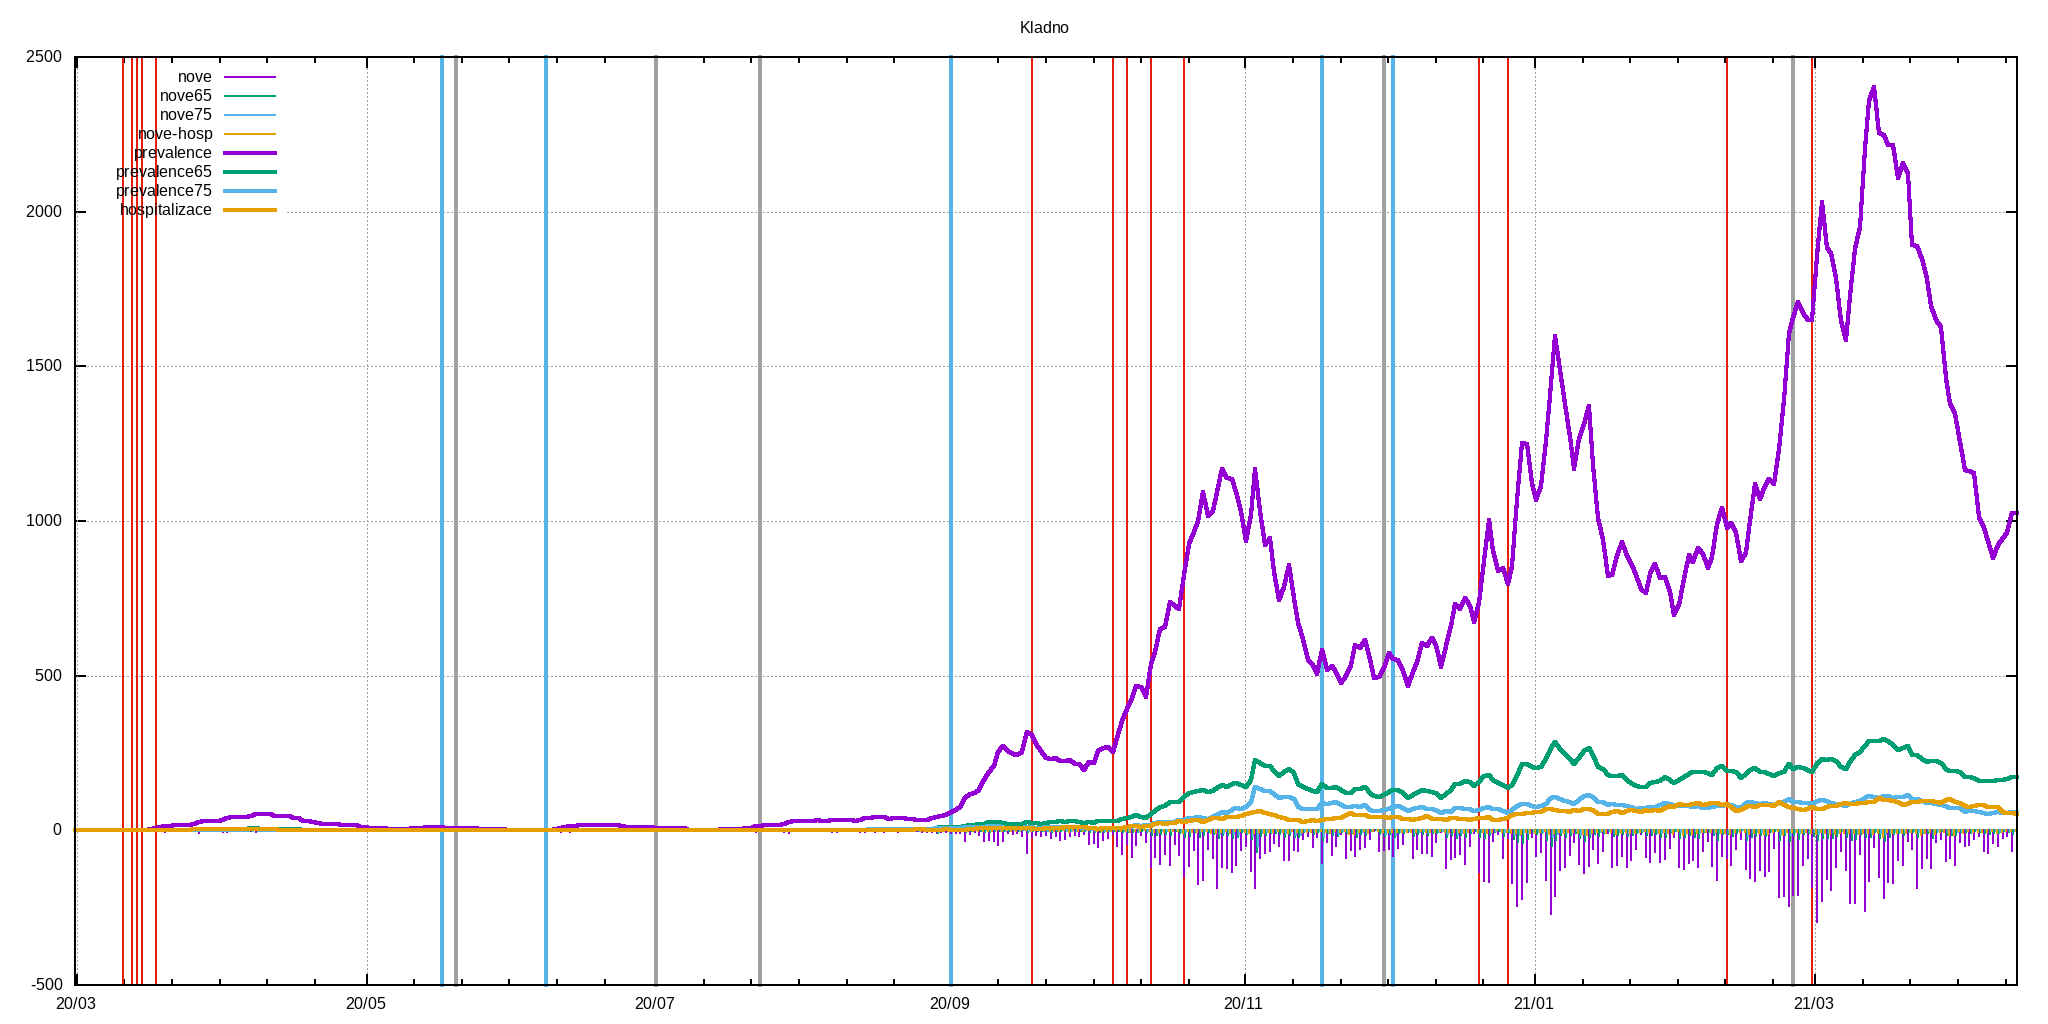 Kladno
2500
nove
nove65
nove75
nove-hosp
prevalence
prevalence65
prevalence75
hospitalizace
2000
1500
1000
500
0
-500
20/03 20/05 20/07 20/09 20/11 21/01 21/03